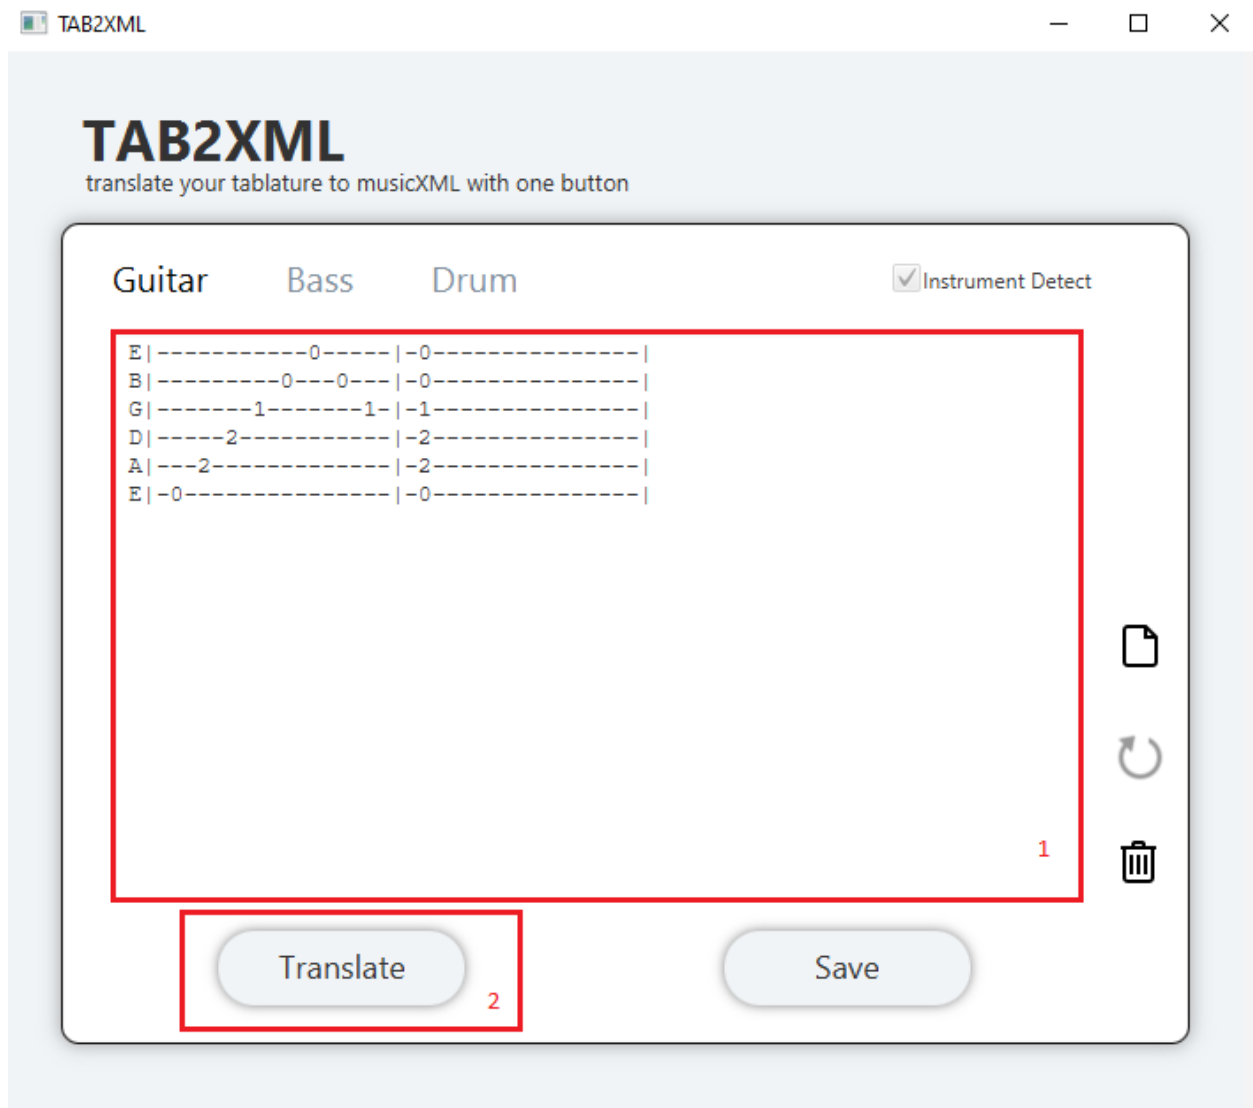 TAB2XML
TAB2XML
translate your tablature to musicXML with one button
Guitar Bass Drum Instrument Detect
E|-----------0-----|-0---------------|
B|---------0---0---|-0---------------|
G|-------1-------1-|-1---------------|
D|-----2-----------|-2---------------|
A|---2-------------|-2---------------|
E|-0---------------|-0---------------|
1
Translate Save
2